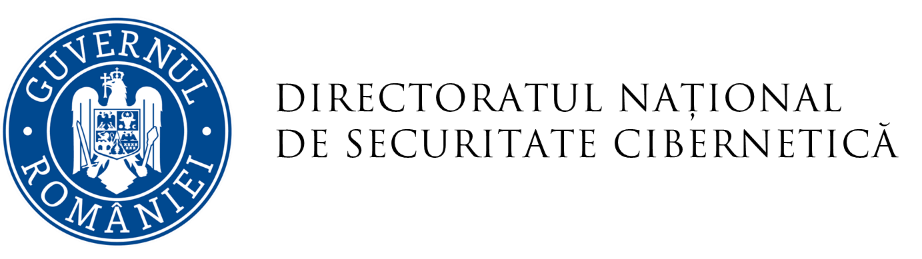 GUVERNUL
ROMÂNIEI
DIRECTORATUL NAȚIONAL
DE SECURITATE CIBERNETICĂ